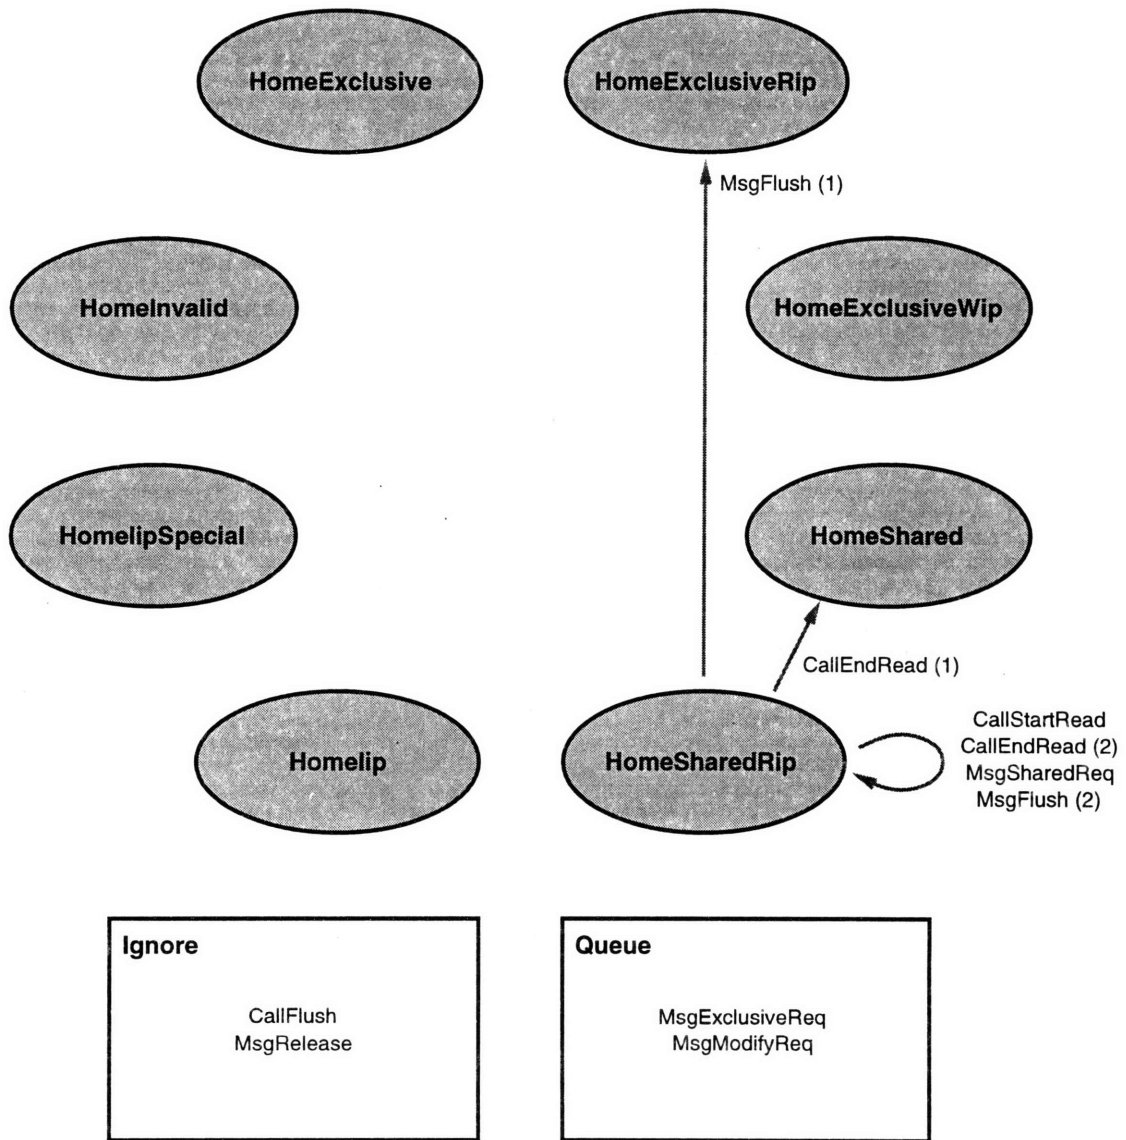 HomeExclusive
HomeExclusiveRip
MsgFlush (1)
HomeInvalid
HomeExclusiveWip
HomeIipSpecial
HomeShared
CallEndRead (1)
HomeIip
HomeSharedRip
CallStartRead
CallEndRead (2)
MsgSharedReq
MsgFlush (2)
Ignore
CallFlush
MsgRelease
Queue
MsgExclusiveReq
MsgModifyReq